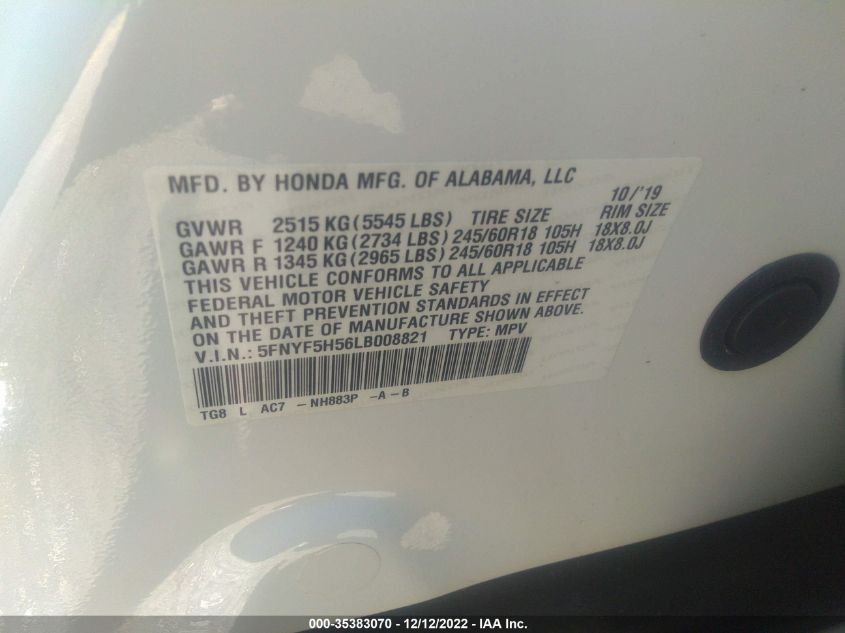 MFD. BY HONDA MFG. OF ALABAMA, LLC 10/'19
GVWR 2515 KG (5545 LBS) TIRE SIZE RIM SIZE
GAWR F 1240 KG (2734 LBS) 245/60R18 105H 18X8.0J
GAWR R 1345 KG (2965 LBS) 245/60R18 105H 18X8.0J
THIS VEHICLE CONFORMS TO ALL APPLICABLE
FEDERAL MOTOR VEHICLE SAFETY
AND THEFT PREVENTION STANDARDS IN EFFECT
ON THE DATE OF MANUFACTURE SHOWN ABOVE.
V.I.N.: 5FNYF5H56LB008821 TYPE: MPV
TG8 L AC7 -NH883P -A-B
000-35383070 - 12/12/2022 - IAA Inc.